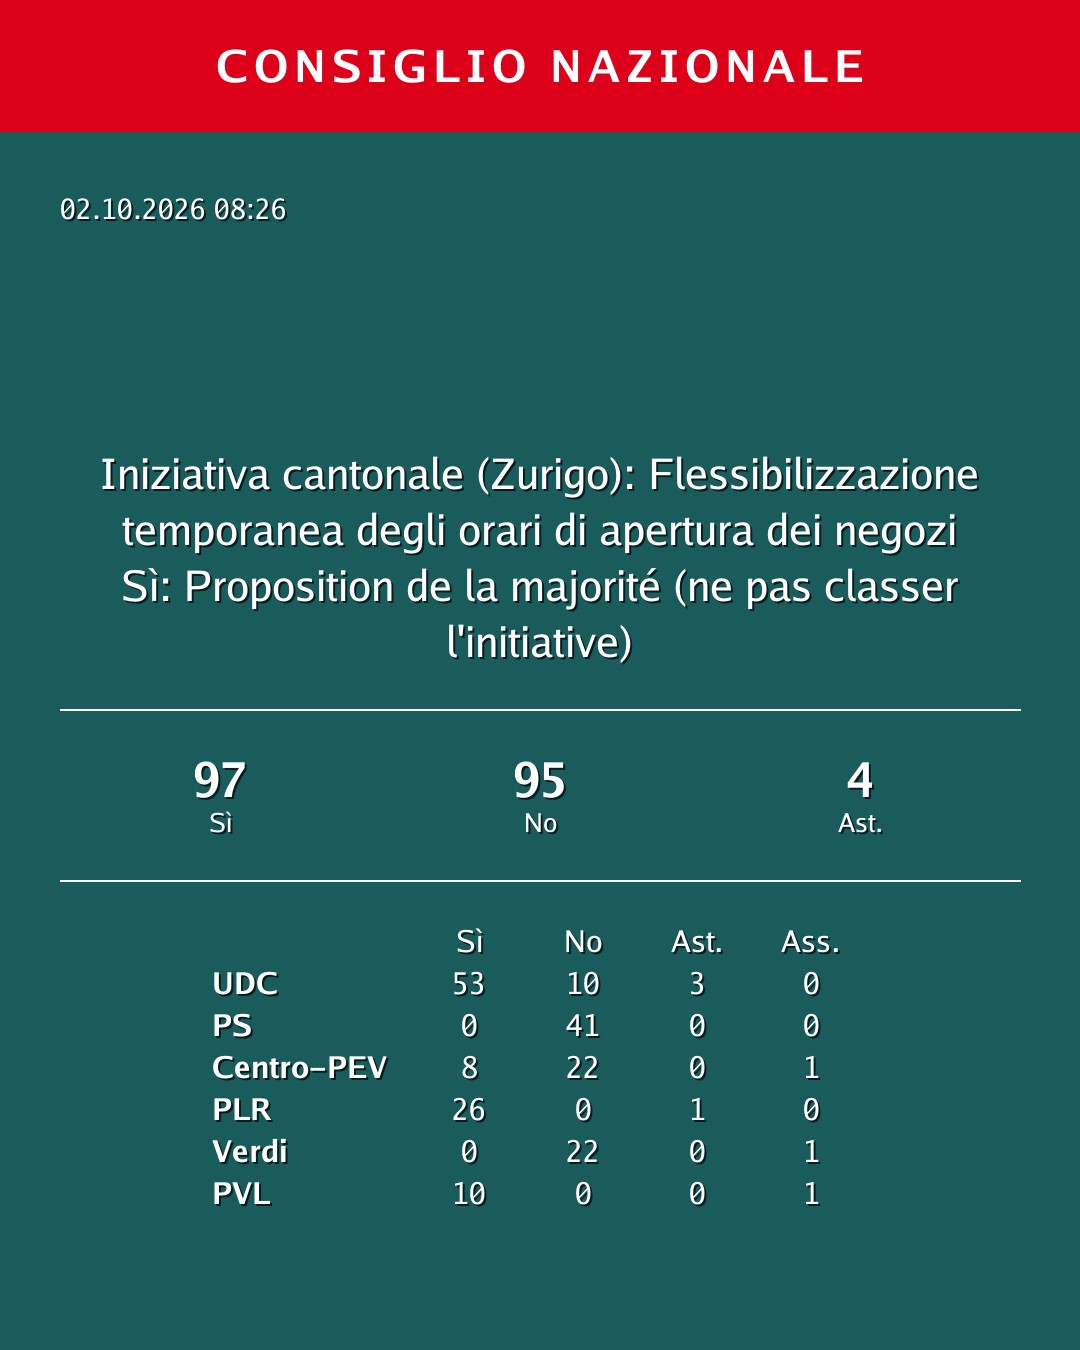 CONSIGLIO NAZIONALE
02.10.2026 08:26
Iniziativa cantonale (Zurigo): Flessibilizzazione
temporanea degli orari di apertura dei negozi
Sì: Proposition de la majorité (ne pas classer
l'initiative)
97 95 4
Sì No Ast.
Sì No Ast. Ass.
UDC 53 10 3 0
PS 0 41 0 0
Centro-PEV 8 22 0 1
PLR 26 0 1 0
Verdi 0 22 0 1
PVL 10 0 0 1